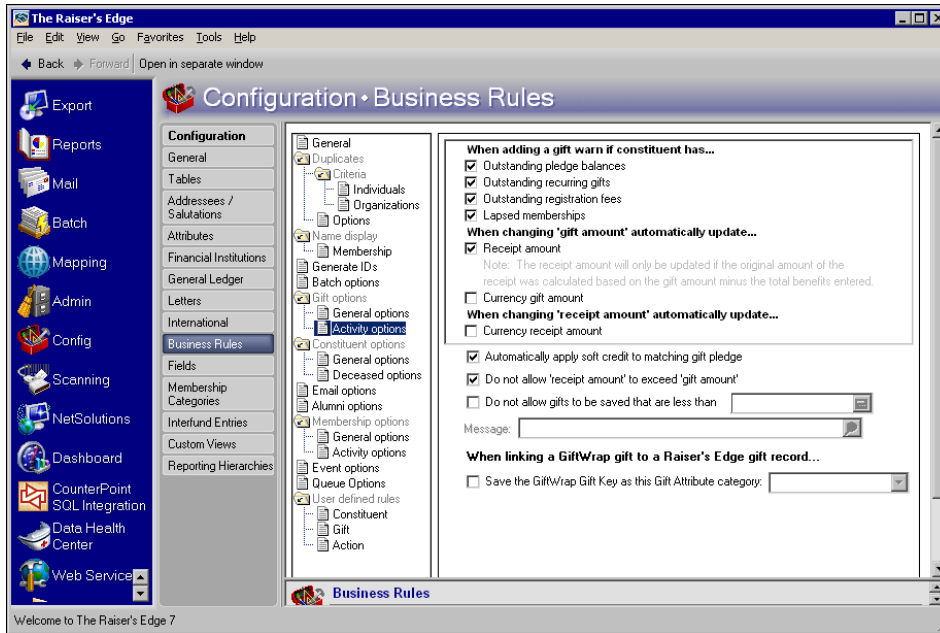 The Raiser's Edge
File Edit View Go Favorites Tools Help
Back Forward Open in separate window
Configuration • Business Rules
Export
Reports
Mail
Batch
Mapping
Admin
Config
Scanning
NetSolutions
Dashboard
CounterPoint
SQL Integration
Data Health
Center
Web Service
Configuration
General
Tables
Addressees /
Salutations
Attributes
Financial Institutions
General Ledger
Letters
International
Business Rules
Fields
Membership
Categories
Interfund Entries
Custom Views
Reporting Hierarchies
General
Duplicates
Criteria
Individuals
Organizations
Options
Name display
Membership
Generate IDs
Batch options
Gift options
General options
Activity options
Constituent options
General options
Deceased options
Email options
Alumni options
Membership options
General options
Activity options
Event options
Queue Options
User defined rules
Constituent
Gift
Action
When adding a gift warn if constituent has...
Outstanding pledge balances
Outstanding recurring gifts
Outstanding registration fees
Lapsed memberships
When changing 'gift amount' automatically update...
Receipt amount
Note: The receipt amount will only be updated if the original amount of the
receipt was calculated based on the gift amount minus the total benefits entered.
Currency gift amount
When changing 'receipt amount' automatically update...
Currency receipt amount
Automatically apply soft credit to matching gift pledge
Do not allow 'receipt amount' to exceed 'gift amount'
Do not allow gifts to be saved that are less than
Message:
When linking a GiftWrap gift to a Raiser's Edge gift record...
Save the GiftWrap Gift Key as this Gift Attribute category:
Business Rules
Welcome to The Raiser's Edge 7